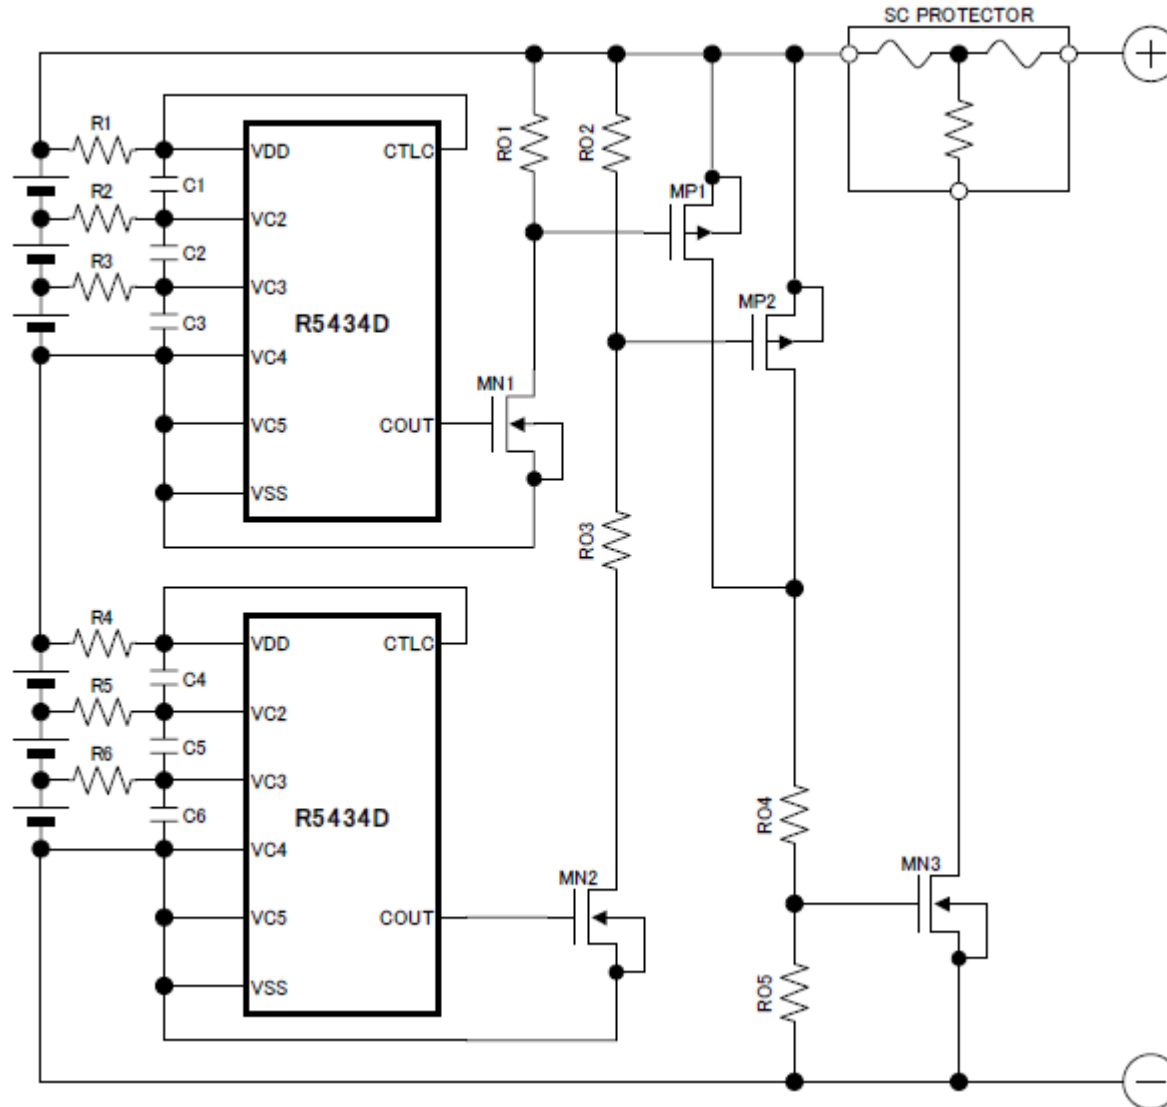 SC PROTECTOR
+
R1
VDD
CTLC
RO1
RO2
C1
R2
MP1
VC2
C2
R3
VC3
MP2
C3
R5434D
VC4
MN1
VC5
COUT
VSS
RO3
R4
VDD
CTLC
C4
R5
VC2
C5
R6
VC3
C6
R5434D
RO4
VC4
MN3
MN2
VC5
COUT
VSS
RO5
−